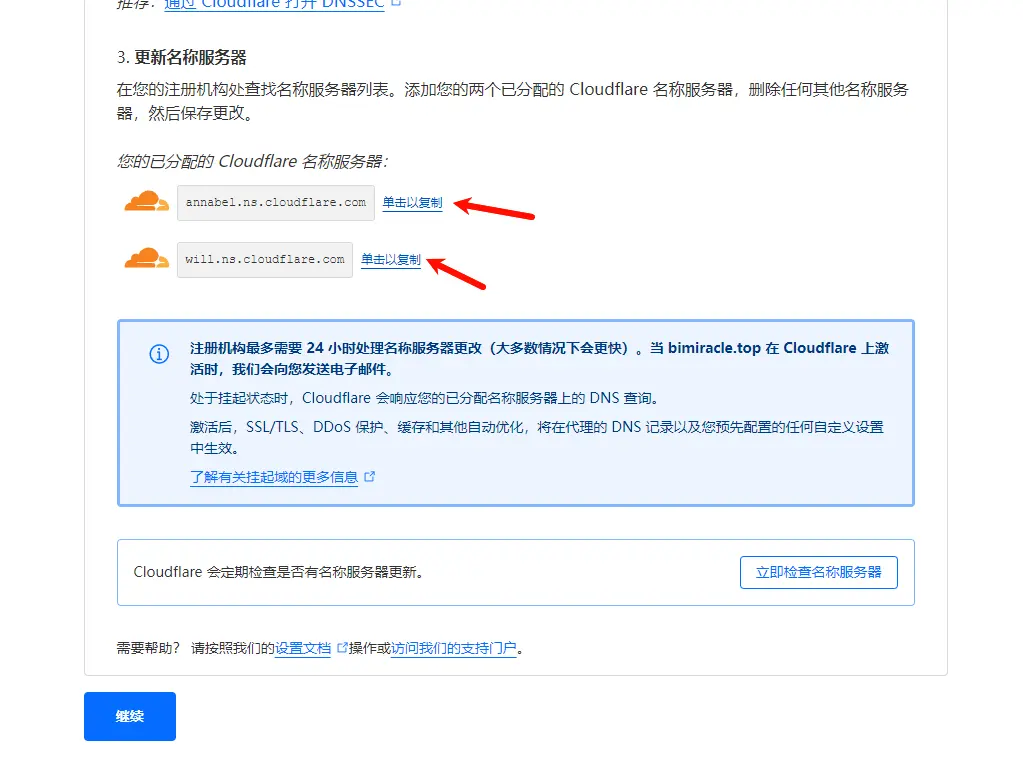 推荐：通过 Cloudflare 打开 DNSSEC
3. 更新名称服务器
在您的注册机构处查找名称服务器列表。添加您的两个已分配的 Cloudflare 名称服务器，删除任何其他名称服务
器，然后保存更改。
您的已分配的 Cloudflare 名称服务器：
annabel.ns.cloudflare.com 单击以复制
will.ns.cloudflare.com 单击以复制
注册机构最多需要 24 小时处理名称服务器更改（大多数情况下会更快）。当 bimiracle.top 在 Cloudflare 上激
活时，我们会向您发送电子邮件。
处于挂起状态时，Cloudflare 会响应您的已分配名称服务器上的 DNS 查询。
激活后，SSL/TLS、DDoS 保护、缓存和其他自动优化，将在代理的 DNS 记录以及您预先配置的任何自定义设置
中生效。
了解有关挂起域的更多信息
Cloudflare 会定期检查是否有名称服务器更新。 立即检查名称服务器
需要帮助？ 请按照我们的设置文档操作或访问我们的支持门户。
继续